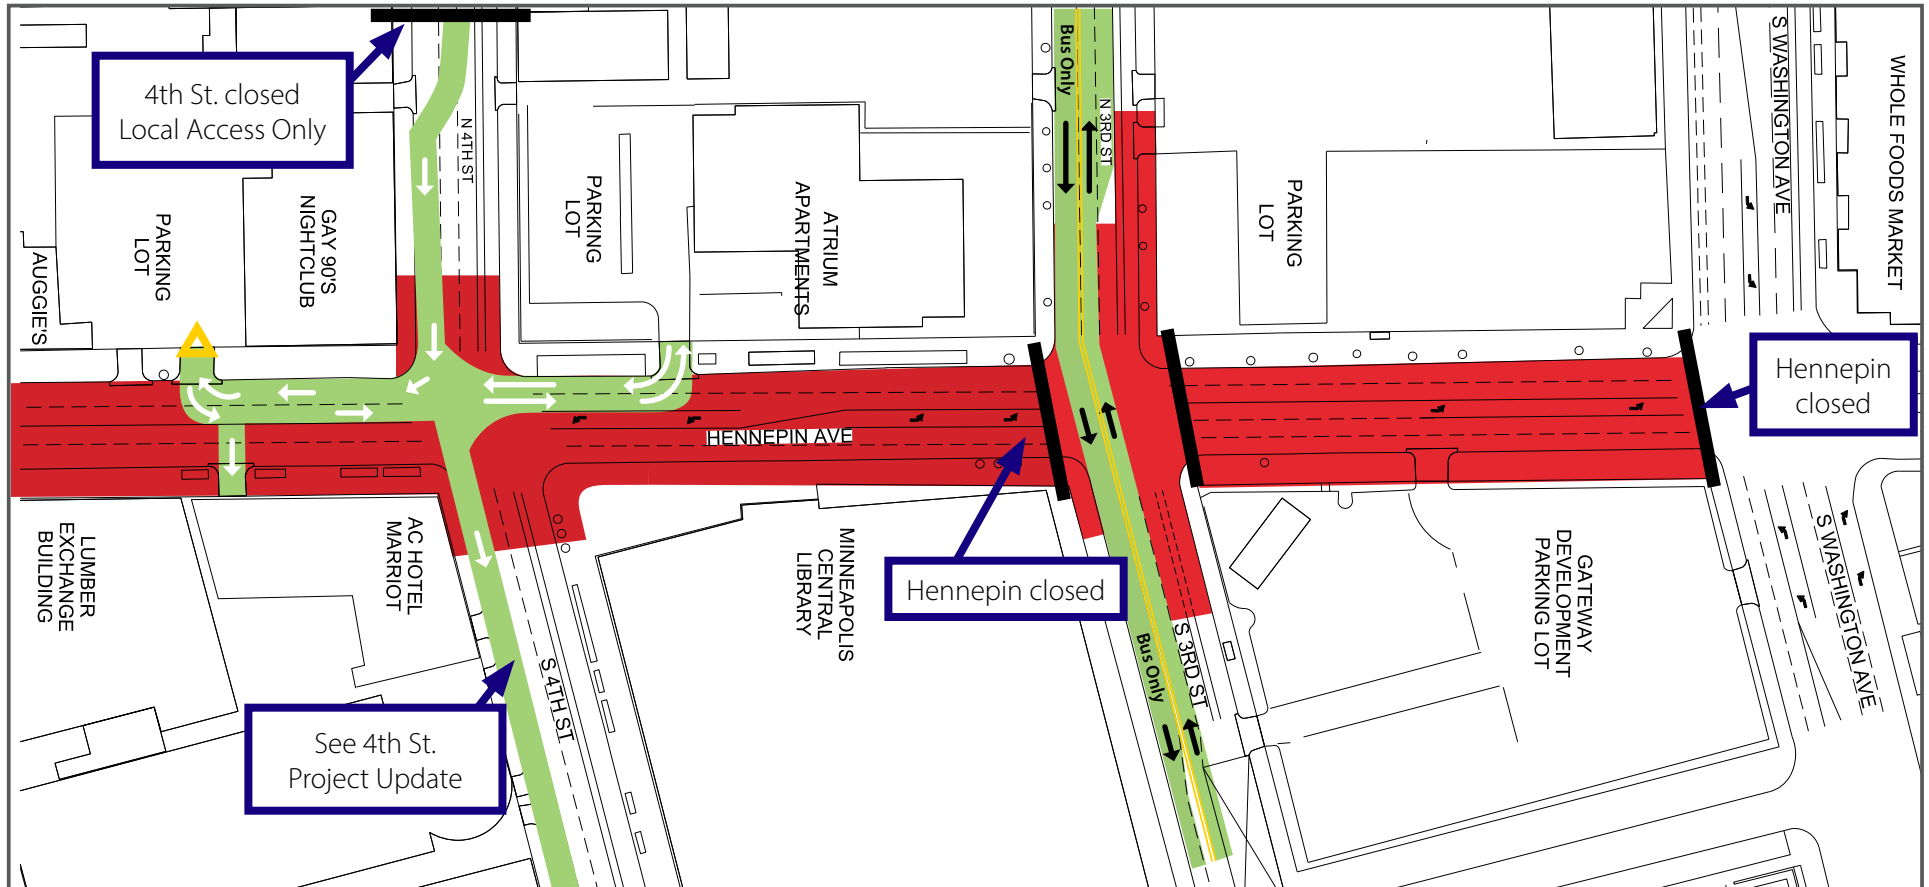 4th St. closed
Local Access Only
N 4TH ST
Bus Only
N 3RD ST
S WASHINGTON AVE
WHOLE FOODS MARKET
AUGGIE'S
PARKING
LOT
GAY 90'S
NIGHTCLUB
PARKING
LOT
ATRIUM
APARTMENTS
PARKING
LOT
Hennepin
closed
HENNEPIN AVE
LUMBER
EXCHANGE
BUILDING
AC HOTEL
MARRIOT
MINNEAPOLIS
CENTRAL
LIBRARY
Hennepin closed
GATEWAY
DEVELOPMENT
PARKING LOT
S WASHINGTON AVE
See 4th St.
Project Update
S 4TH ST
Bus Only
S 3RD ST